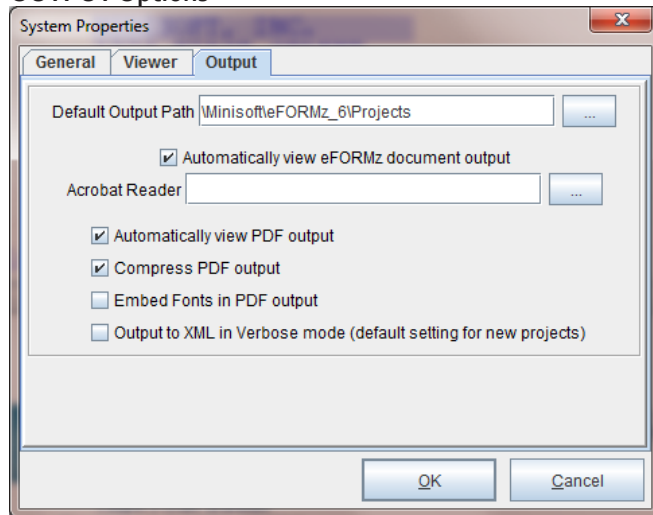 OUTPUT Options
System Properties
General Viewer Output
Default Output Path \Minisoft\eFORMz_6\Projects ...
Automatically view eFORMz document output
Acrobat Reader ...
Automatically view PDF output
Compress PDF output
Embed Fonts in PDF output
Output to XML in Verbose mode (default setting for new projects)
OK Cancel